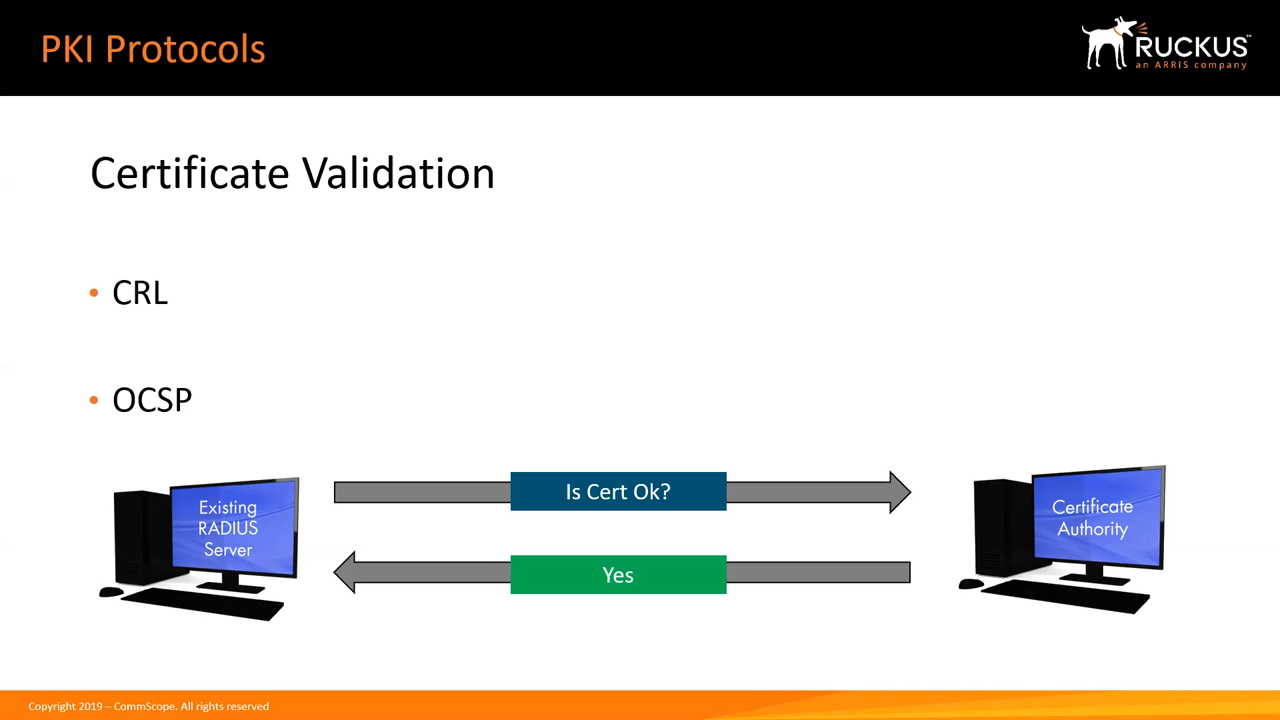 PKI Protocols
RUCKUS™
an ARRIS company
Certificate Validation
• CRL
• OCSP
Existing
RADIUS
Server
Is Cert Ok?
Yes
Certificate
Authority
Copyright 2019 – CommScope. All rights reserved